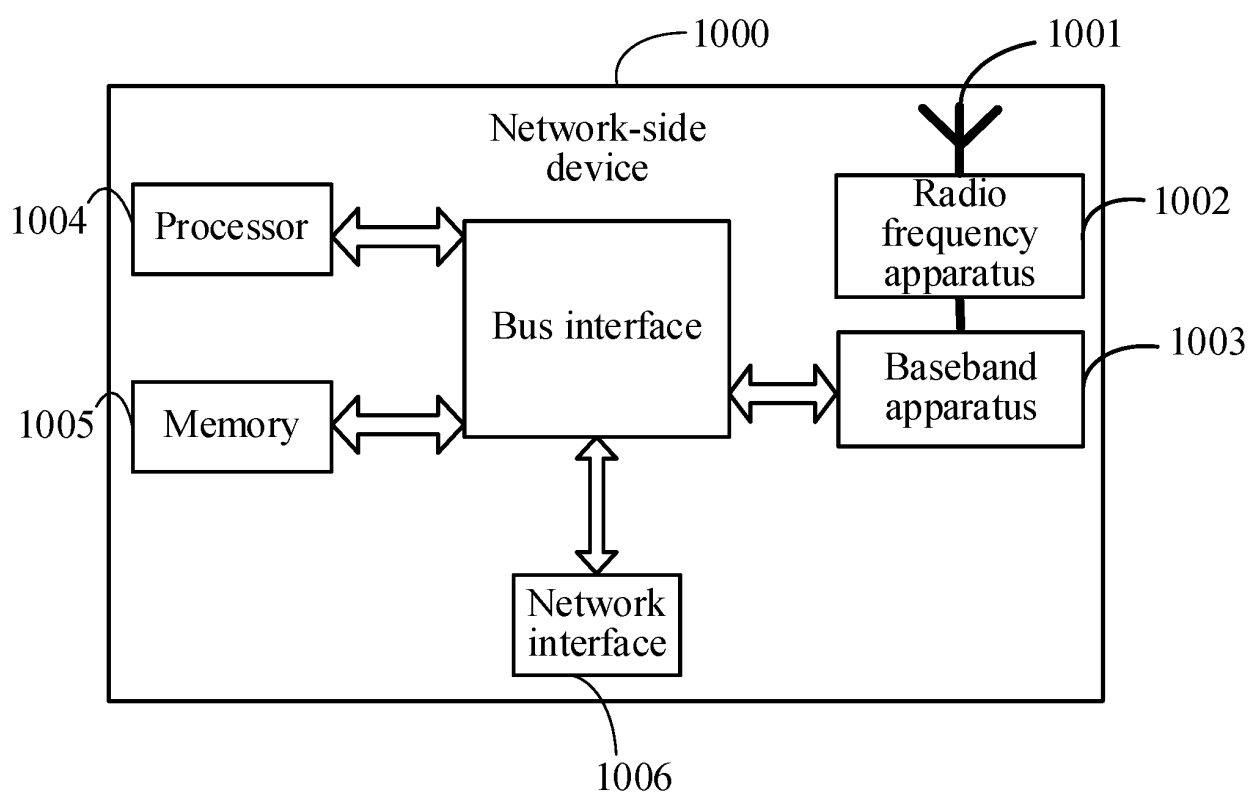 1000
1001
Network-side
device
1004
Processor
Radio
frequency
apparatus
1002
Bus interface
1003
Baseband
apparatus
1005
Memory
Network
interface
1006